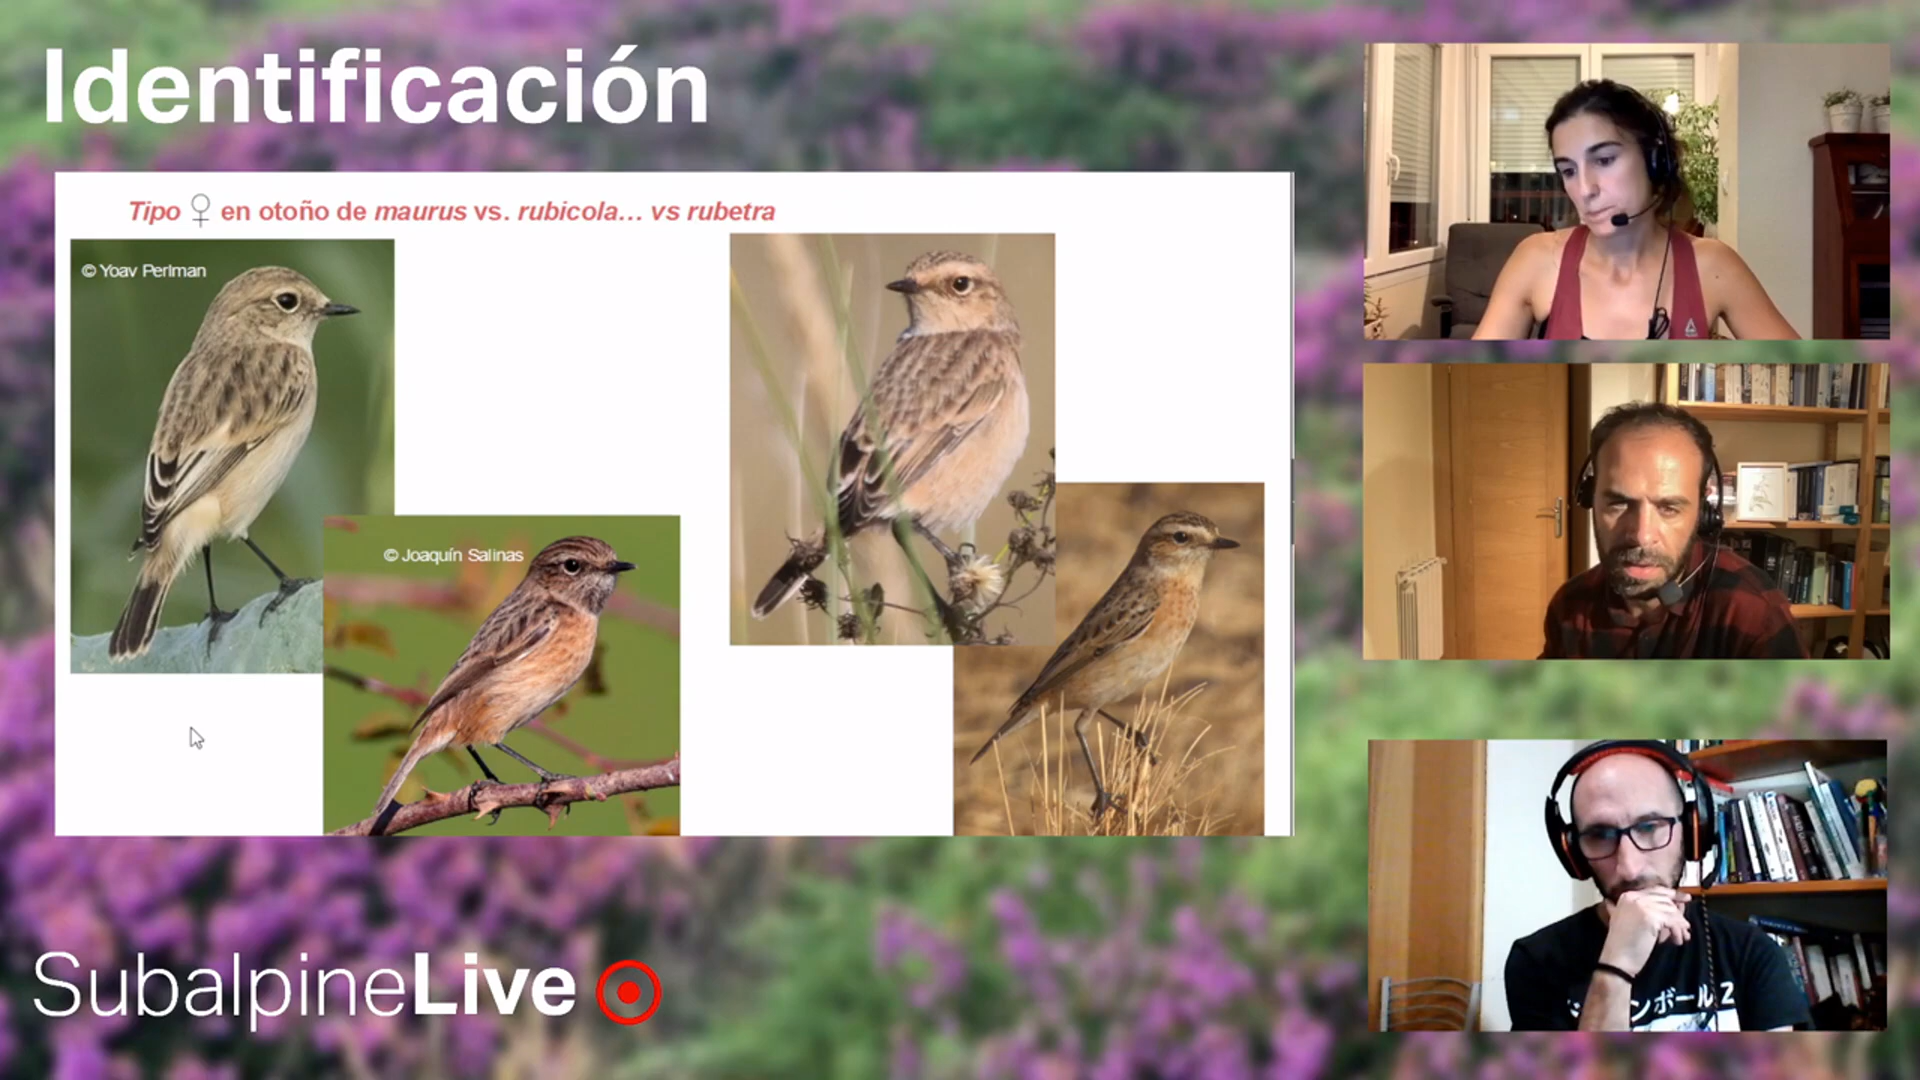 Identificación
Tipo ♀ en otoño de maurus vs. rubicola... vs rubetra
© Yoav Perlman
© Joaquín Salinas
SubalpineLive